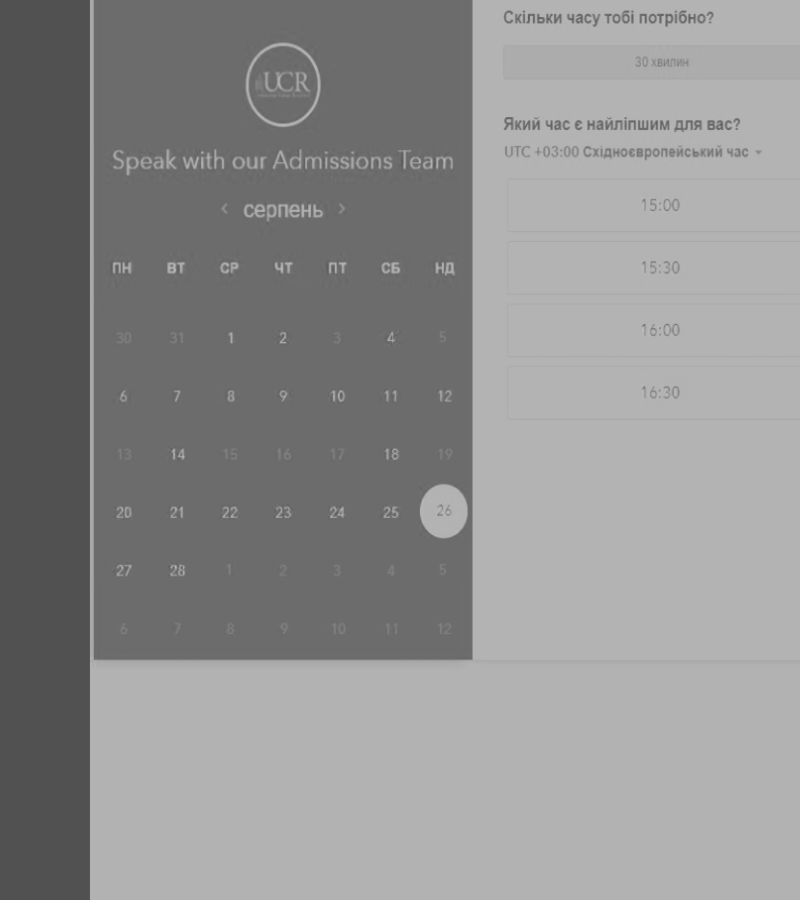 UCR
Speak with our Admissions Team
серпень
ПН ВТ СР ЧТ ПТ СБ НД
30 31 1 2 3 4 5
6 7 8 9 10 11 12
13 14 15 16 17 18 19
20 21 22 23 24 25 26
27 28 1 2 3 4 5
6 7 8 9 10 11 12
Скільки часу тобі потрібно?
30 хвилин
Який час є найліпшим для вас?
UTC +03:00 Східноєвропейський час
15:00
15:30
16:00
16:30